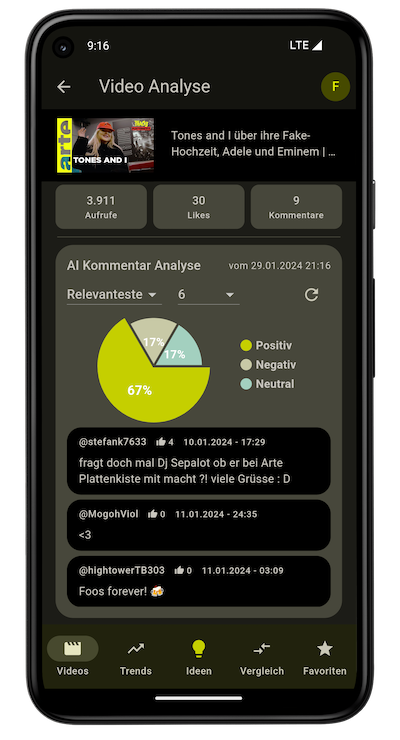 9:16
LTE
Video Analyse
F
arte
TONES AND I
Tones and I über ihre Fake-
Hochzeit, Adele und Eminem | …
3.911
Aufrufe
30
Likes
9
Kommentare
AI Kommentar Analyse
vom 29.01.2024 21:16
Relevanteste
6
17%
17%
67%
Positiv
Negativ
Neutral
@stefank7633 4 10.01.2024 - 17:29
fragt doch mal Dj Sepalot ob er bei Arte
Plattenkiste mit macht ?! viele Grüsse : D
@MogohViol 0 11.01.2024 - 24:35
<3
@hightowerTB303 0 11.01.2024 - 03:09
Foos forever! 🍻
Videos
Trends
Ideen
Vergleich
Favoriten